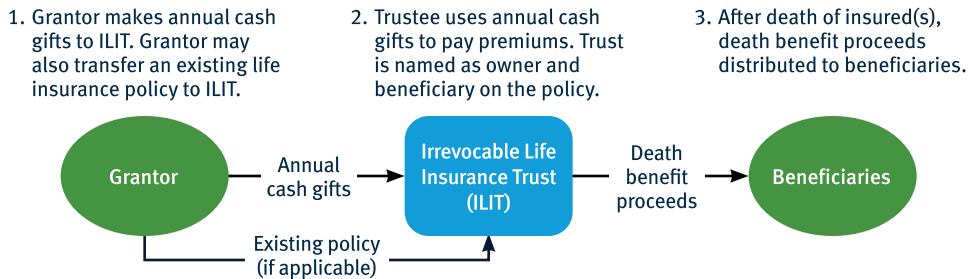 1. Grantor makes annual cash
gifts to ILIT. Grantor may
also transfer an existing life
insurance policy to ILIT.
2. Trustee uses annual cash
gifts to pay premiums. Trust
is named as owner and
beneficiary on the policy.
3. After death of insured(s),
death benefit proceeds
distributed to beneficiaries.
Grantor
Annual
cash gifts
Irrevocable Life
Insurance Trust
(ILIT)
Death
benefit
proceeds
Beneficiaries
Existing policy
(if applicable)